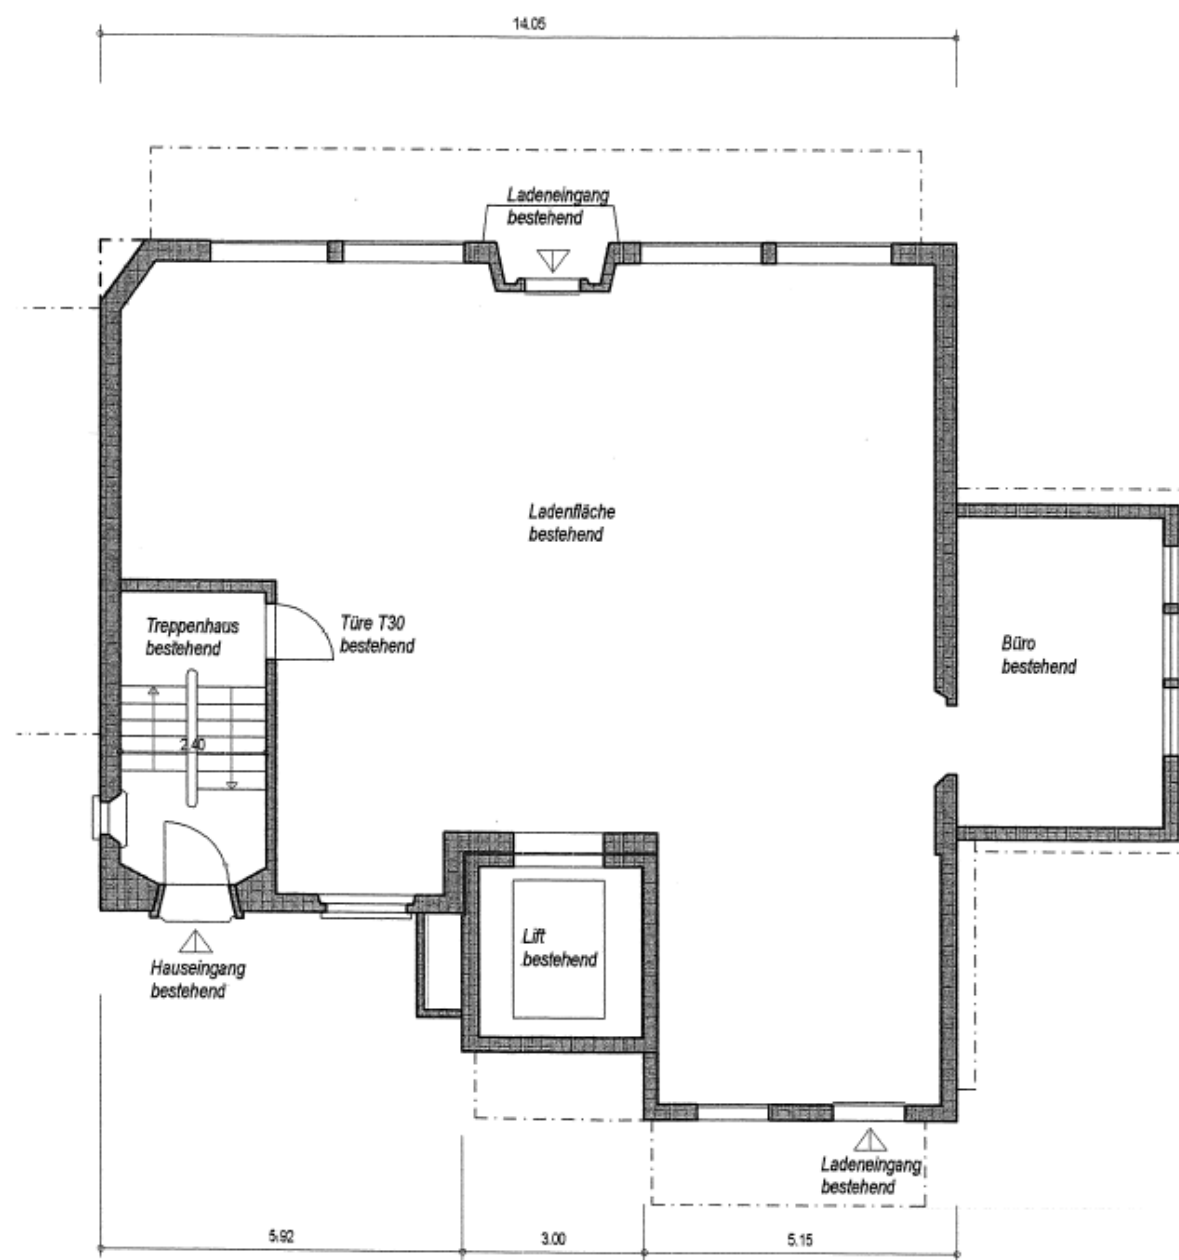 14.05
Ladeneingang
bestehend
Ladenfläche
bestehend
Treppenhaus
bestehend
Türe T30
bestehend
Büro
bestehend
2.40
Lift
bestehend
Hauseingang
bestehend
Ladeneingang
bestehend
5.92
3.00
5.15